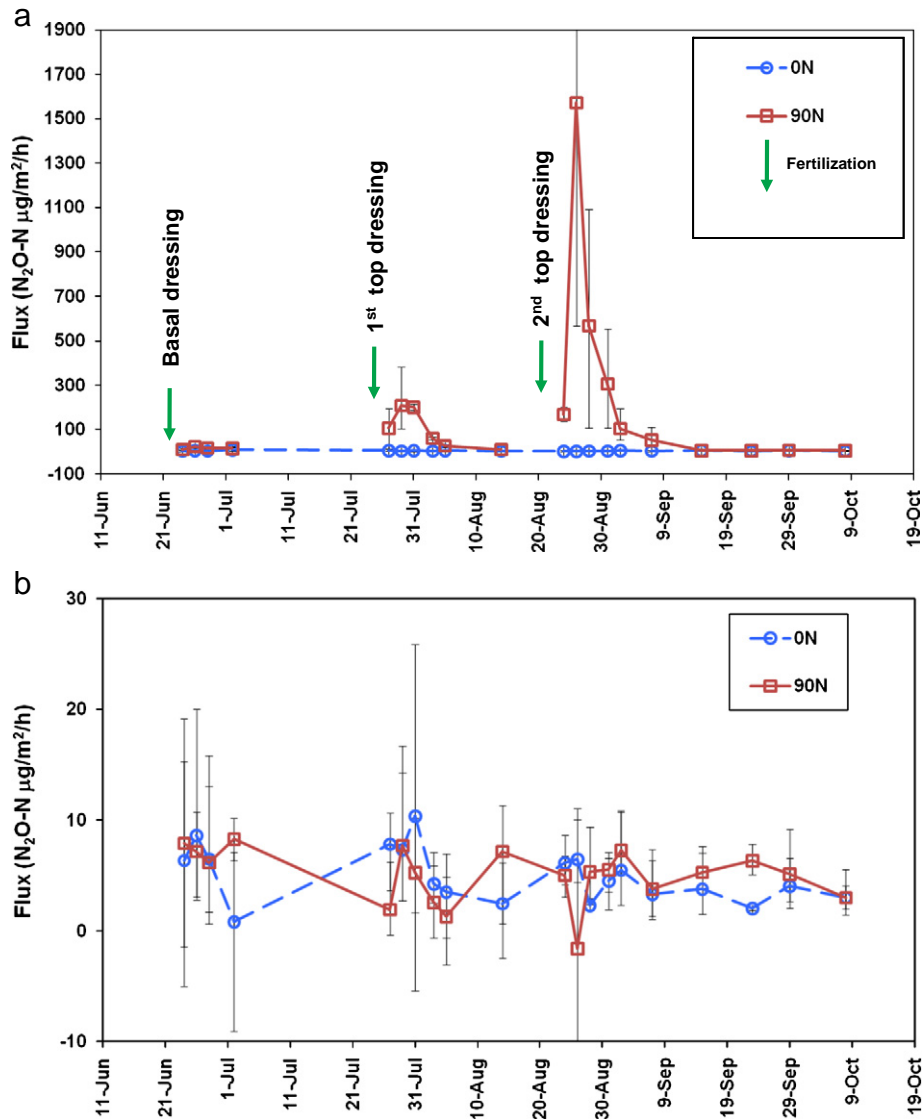 a
1900
1700
1500
1300
1100
900
700
500
300
100
-100
Flux (N₂O-N µg/m²/h)
Basal dressing
1st top dressing
2nd top dressing
0N
90N
Fertilization
11-Jun
21-Jun
1-Jul
11-Jul
21-Jul
31-Jul
10-Aug
20-Aug
30-Aug
9-Sep
19-Sep
29-Sep
9-Oct
19-Oct
b
30
20
10
0
-10
Flux (N₂O-N µg/m²/h)
0N
90N
11-Jun
21-Jun
1-Jul
11-Jul
21-Jul
31-Jul
10-Aug
20-Aug
30-Aug
9-Sep
19-Sep
29-Sep
9-Oct
19-Oct